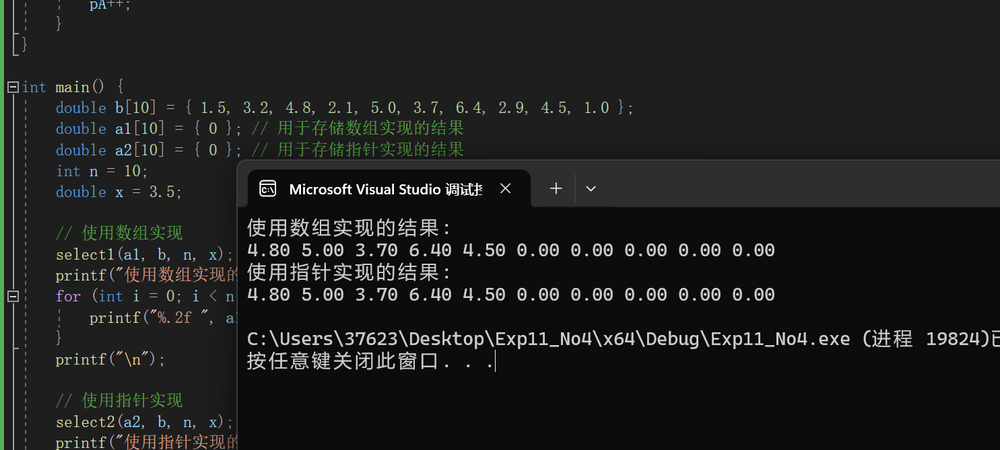 pA++;
}
}
int main() {
double b[10] = { 1.5, 3.2, 4.8, 2.1, 5.0, 3.7, 6.4, 2.9, 4.5, 1.0 };
double a1[10] = { 0 }; // 用于存储数组实现的结果
double a2[10] = { 0 }; // 用于存储指针实现的结果
int n = 10;
double x = 3.5;
// 使用数组实现
select1(a1, b, n, x);
printf("使用数组实现的
for (int i = 0; i < n
printf("%.2f ", a1
}
printf("\n");
// 使用指针实现
select2(a2, b, n, x);
printf("使用指针实现的
Microsoft Visual Studio 调试控
使用数组实现的结果:
4.80 5.00 3.70 6.40 4.50 0.00 0.00 0.00 0.00 0.00
使用指针实现的结果:
4.80 5.00 3.70 6.40 4.50 0.00 0.00 0.00 0.00 0.00
C:\Users\37623\Desktop\Exp11_No4\x64\Debug\Exp11_No4.exe (进程 19824)已
按任意键关闭此窗口. . .